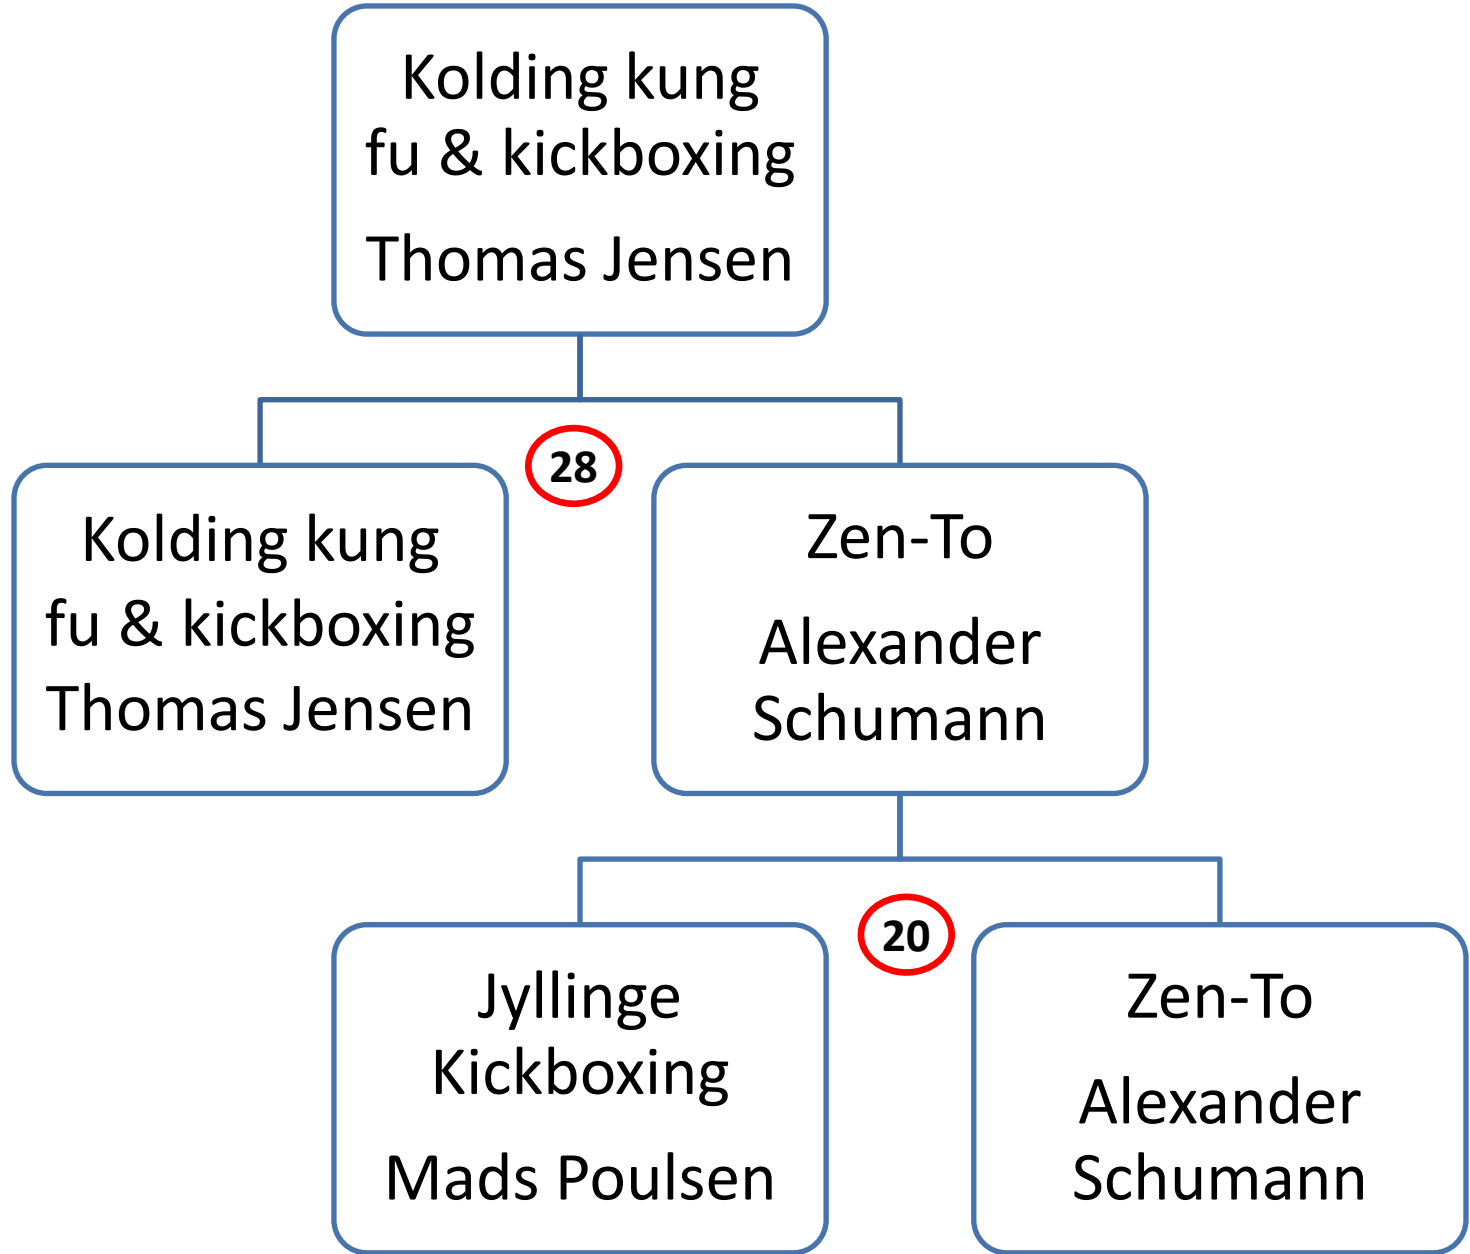 Kolding kung
fu & kickboxing
Thomas Jensen
28
Kolding kung
fu & kickboxing
Thomas Jensen
Zen-To
Alexander
Schumann
20
Jyllinge
Kickboxing
Mads Poulsen
Zen-To
Alexander
Schumann